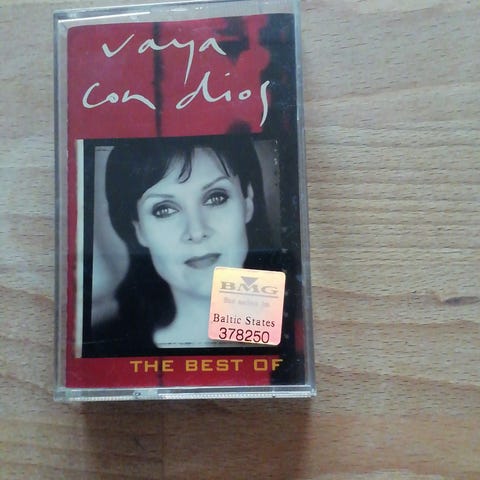 vaya
con dios
BMG
Baltic States
378250
THE BEST OF